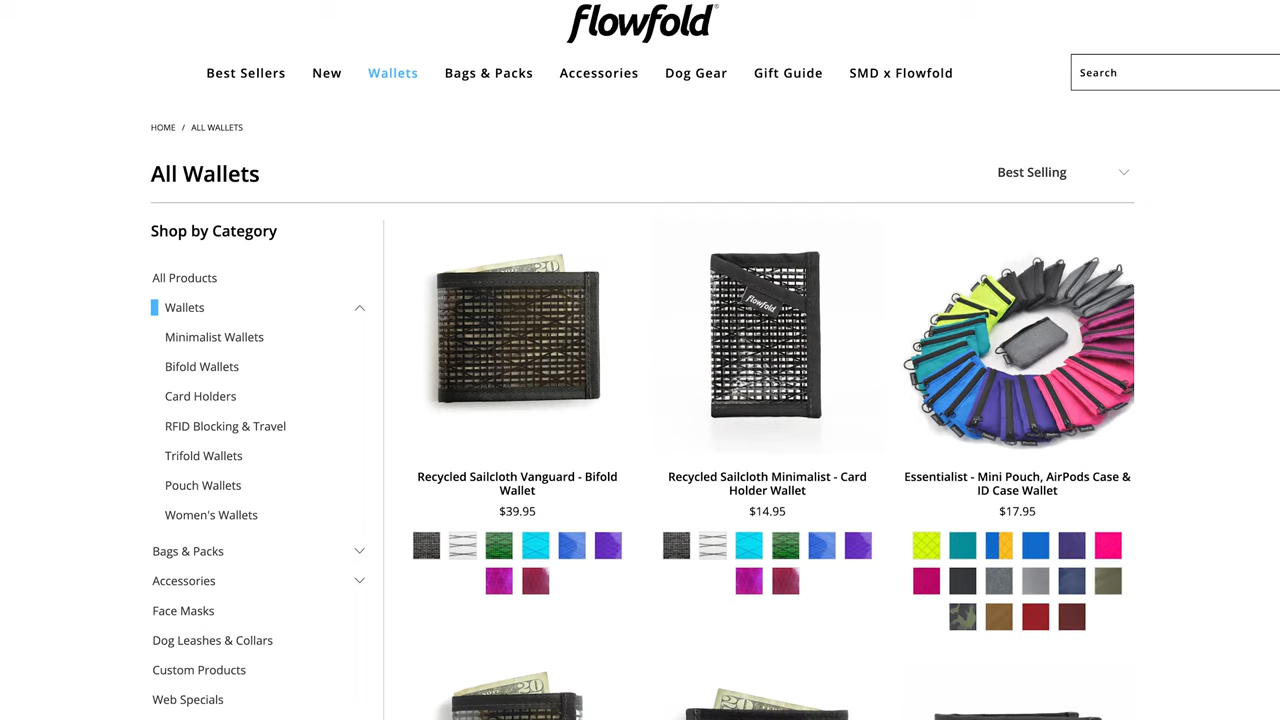 flowfold®
Best Sellers New Wallets Bags & Packs Accessories Dog Gear Gift Guide SMD x Flowfold
Search
HOME / ALL WALLETS
All Wallets
Best Selling
Shop by Category
All Products
Wallets
Minimalist Wallets
Bifold Wallets
Card Holders
RFID Blocking & Travel
Trifold Wallets
Pouch Wallets
Women's Wallets
Bags & Packs
Accessories
Face Masks
Dog Leashes & Collars
Custom Products
Web Specials
20
flowfold
Recycled Sailcloth Vanguard - Bifold
Wallet
$39.95
Recycled Sailcloth Minimalist - Card
Holder Wallet
$14.95
Essentialist - Mini Pouch, AirPods Case &
ID Case Wallet
$17.95
20
20